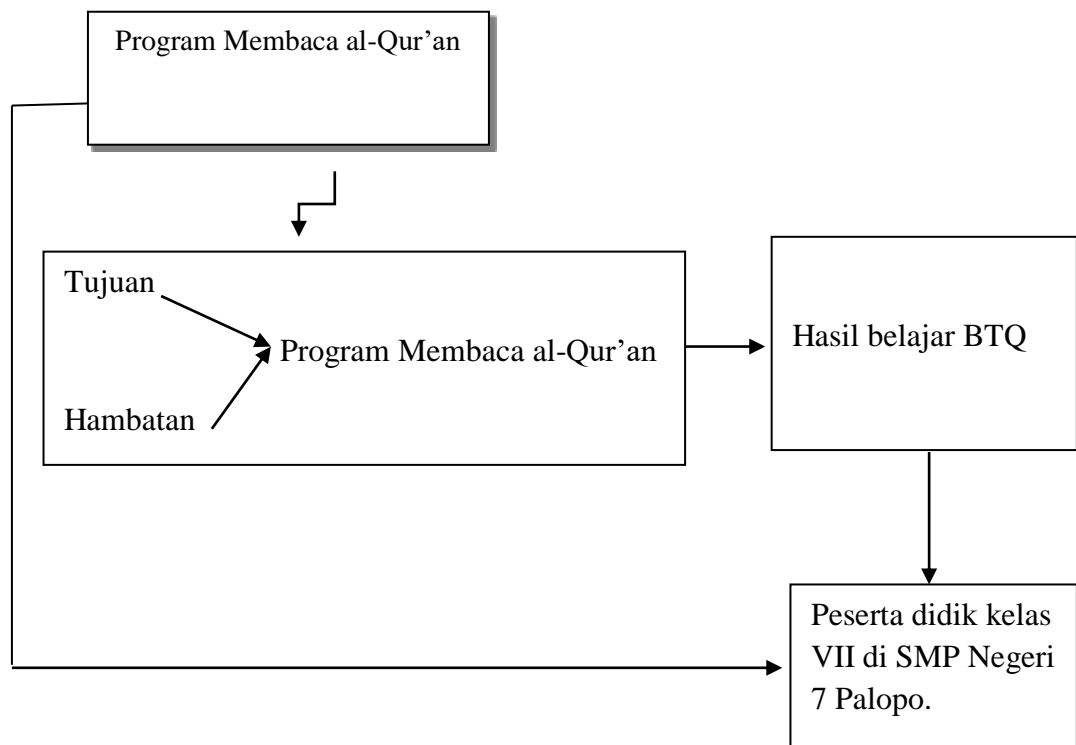 Program Membaca al-Qur’an
Tujuan
Program Membaca al-Qur’an
Hambatan
Hasil belajar BTQ
Peserta didik kelas
VII di SMP Negeri
7 Palopo.